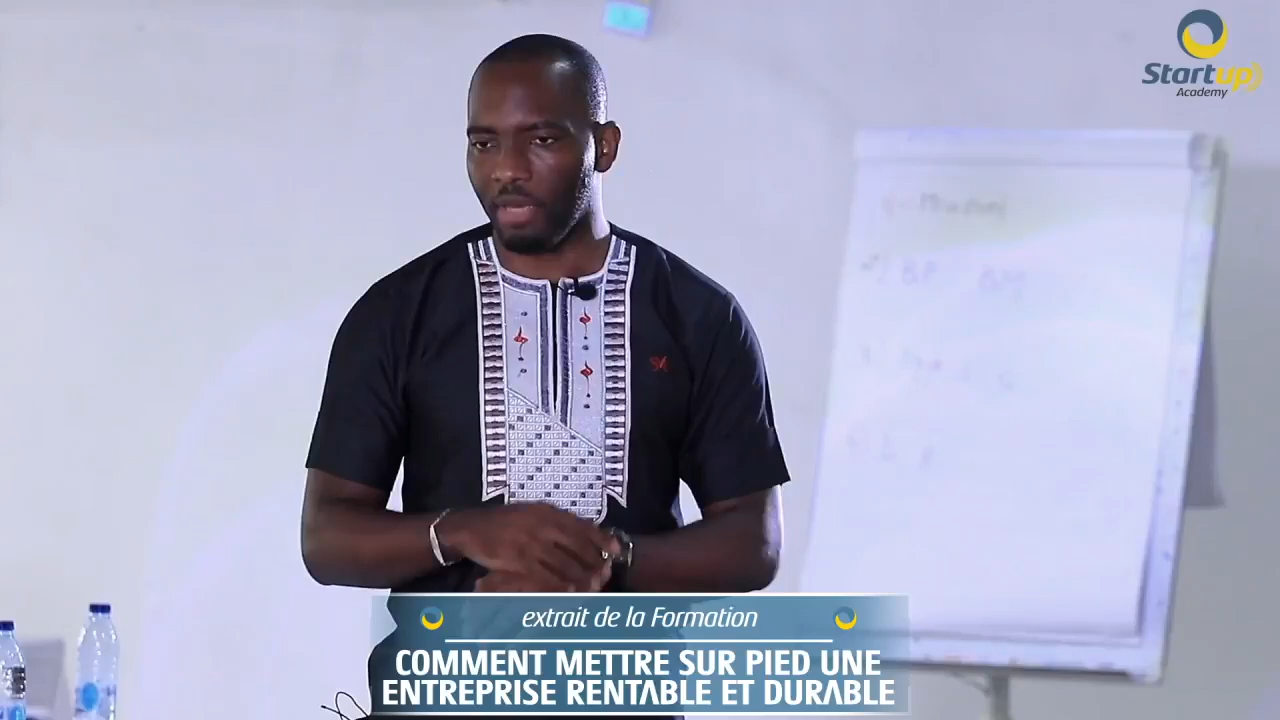 Startup
Academy
extrait de la Formation
COMMENT METTRE SUR PIED UNE
ENTREPRISE RENTABLE ET DURABLE